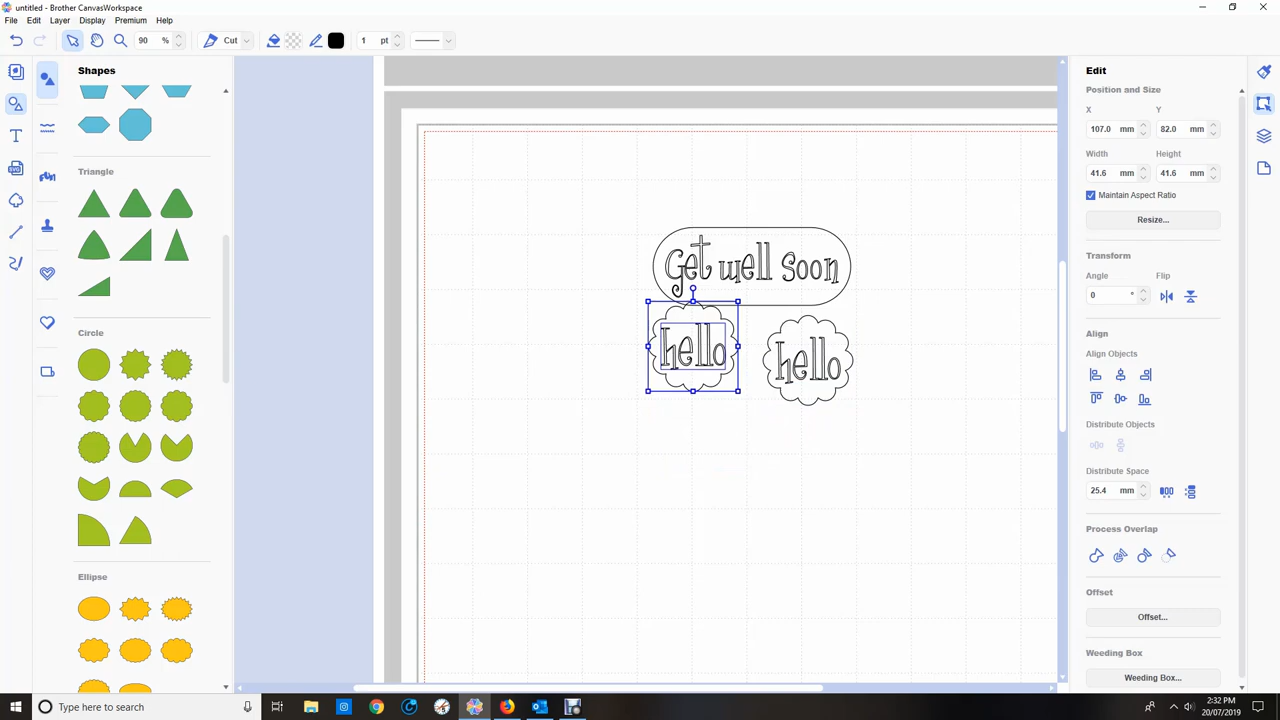 untitled - Brother CanvasWorkspace
File Edit Layer Display Premium Help
90 % Cut 1 pt
Shapes
Triangle
Circle
Ellipse
Get well soon
hello hello
Edit
Position and Size
X Y
107.0 mm 82.0 mm
Width Height
41.6 mm 41.6 mm
Maintain Aspect Ratio
Resize...
Transform
Angle Flip
0 °
Align
Align Objects
Distribute Objects
Distribute Space
25.4 mm
Process Overlap
Offset
Offset...
Weeding Box
Weeding Box...
Type here to search
2:32 PM
20/07/2019